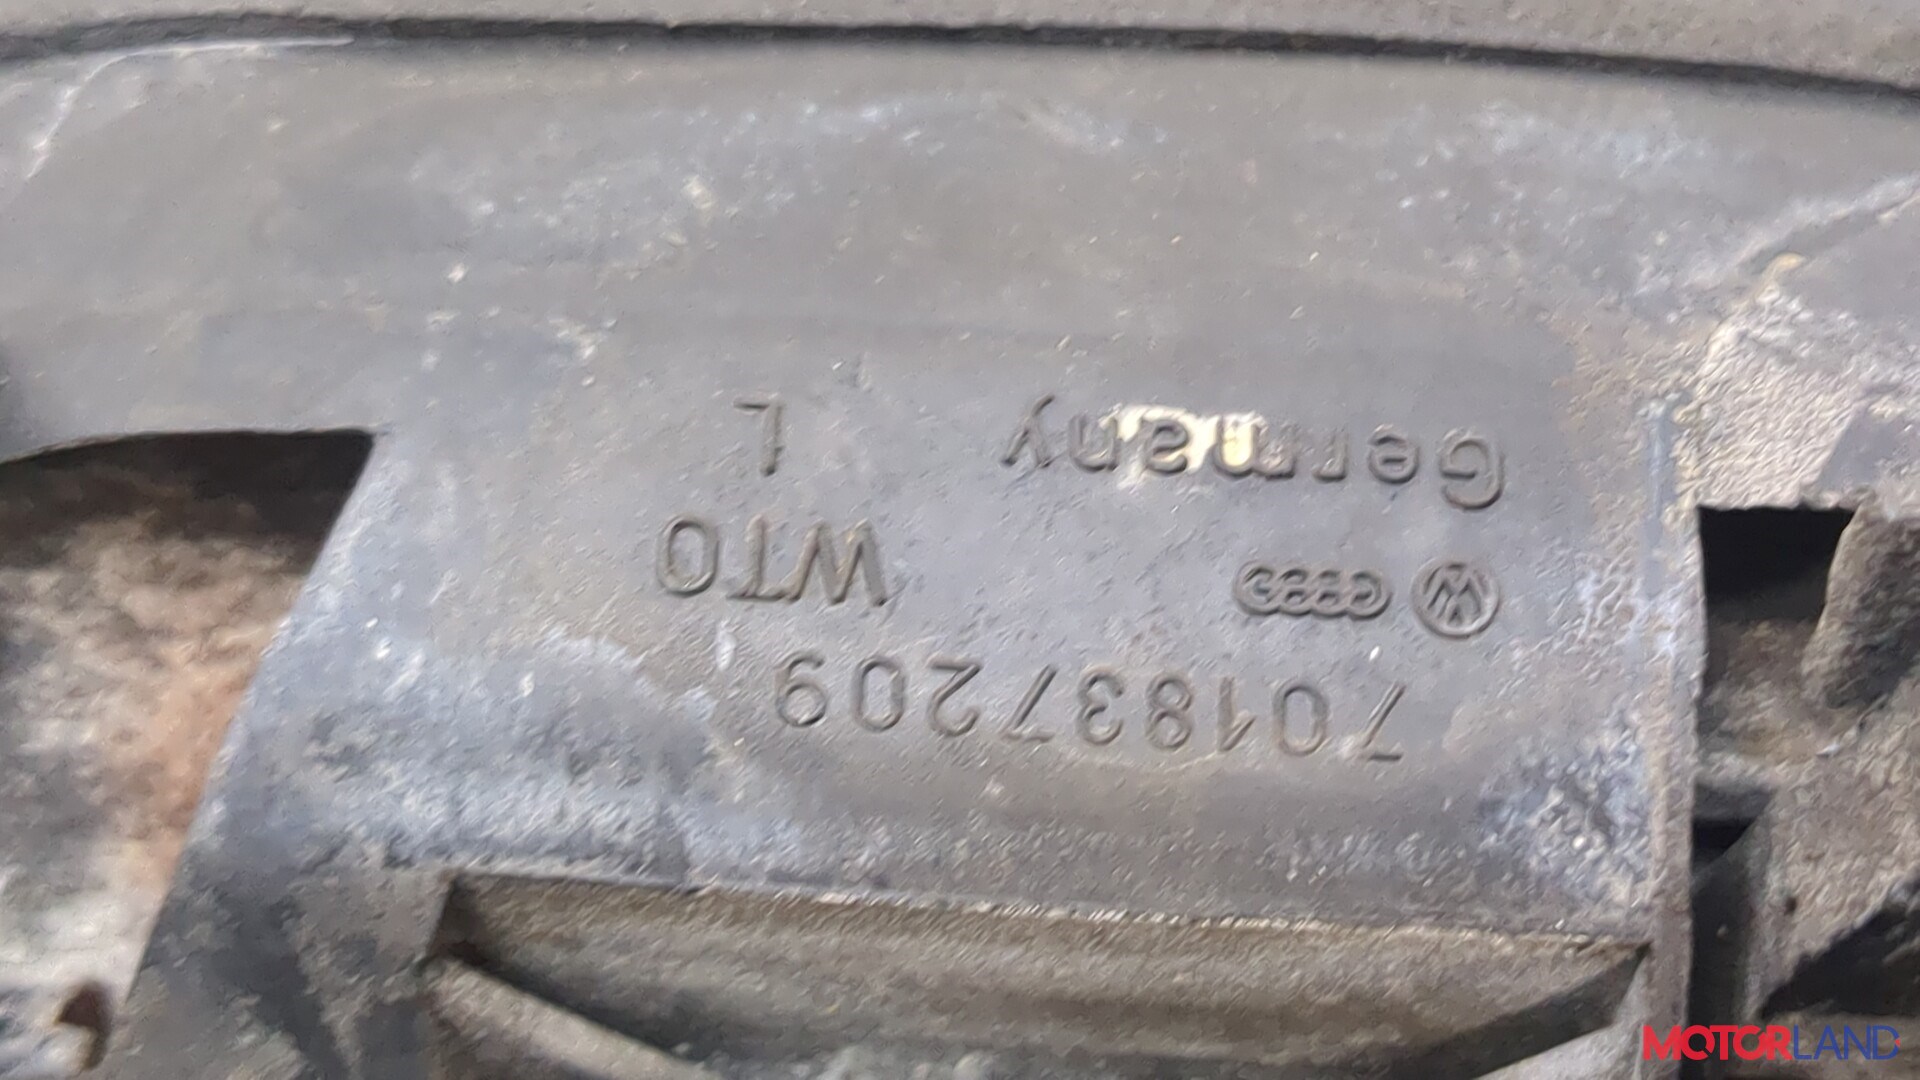 701837209
WTO
Germany
L
MOTORLAND